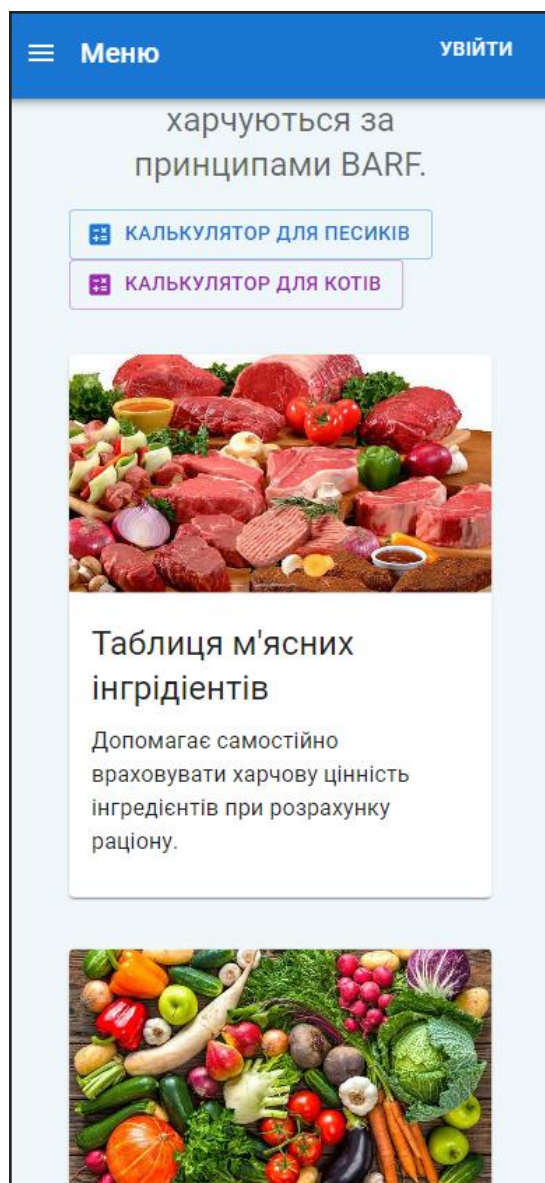 Меню
УВІЙТИ
харчуються за
принципами BARF.
КАЛЬКУЛЯТОР ДЛЯ ПЕСИКІВ
КАЛЬКУЛЯТОР ДЛЯ КОТІВ
Таблиця м'ясних
інгрідіентів
Допомагає самостійно
враховувати харчову цінність
інгредієнтів при розрахунку
раціону.